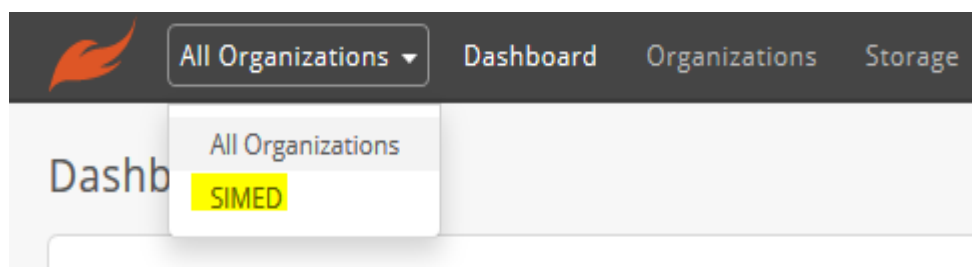 All Organizations Dashboard Organizations Storage
All Organizations
Dashb
SIMED